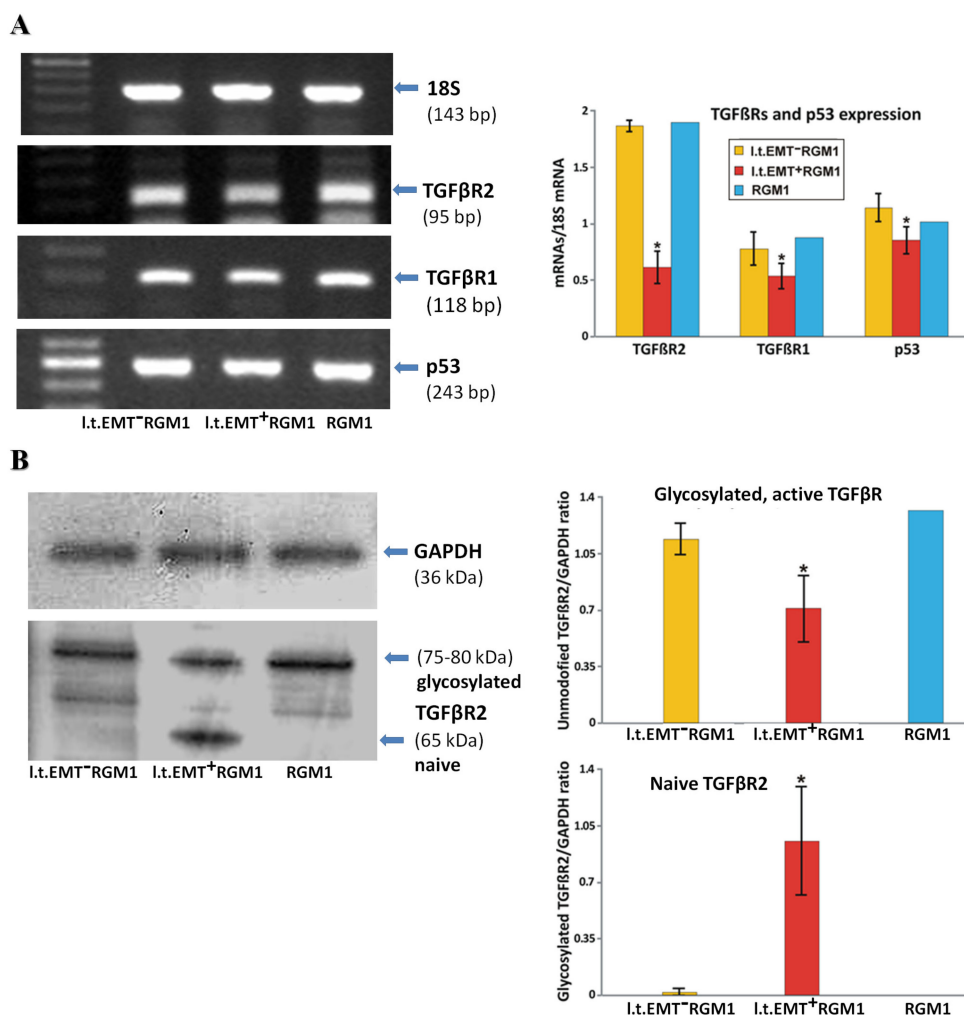 A
18S
(143 bp)
TGFβR2
(95 bp)
TGFβR1
(118 bp)
p53
(243 bp)
l.t.EMT⁻RGM1 l.t.EMT⁺RGM1 RGM1
TGFßRs and p53 expression
l.t.EMT⁻RGM1
l.t.EMT⁺RGM1
RGM1
mRNAs/18S mRNA
2
1.5
1
0.5
0
*
*
*
TGFßR2 TGFßR1 p53
B
GAPDH
(36 kDa)
(75-80 kDa)
glycosylated
TGFβR2
(65 kDa)
naive
l.t.EMT⁻RGM1 l.t.EMT⁺RGM1 RGM1
Glycosylated, active TGFβR
Unmodofied TGFßR2/GAPDH ratio
1.4
1.05
0.7
0.35
0
*
l.t.EMT⁻RGM1 l.t.EMT⁺RGM1 RGM1
Naive TGFβR2
Glycosylated TGFßR2/GAPDH ratio
1.4
1.05
0.7
0.35
0
*
l.t.EMT⁻RGM1 l.t.EMT⁺RGM1 RGM1